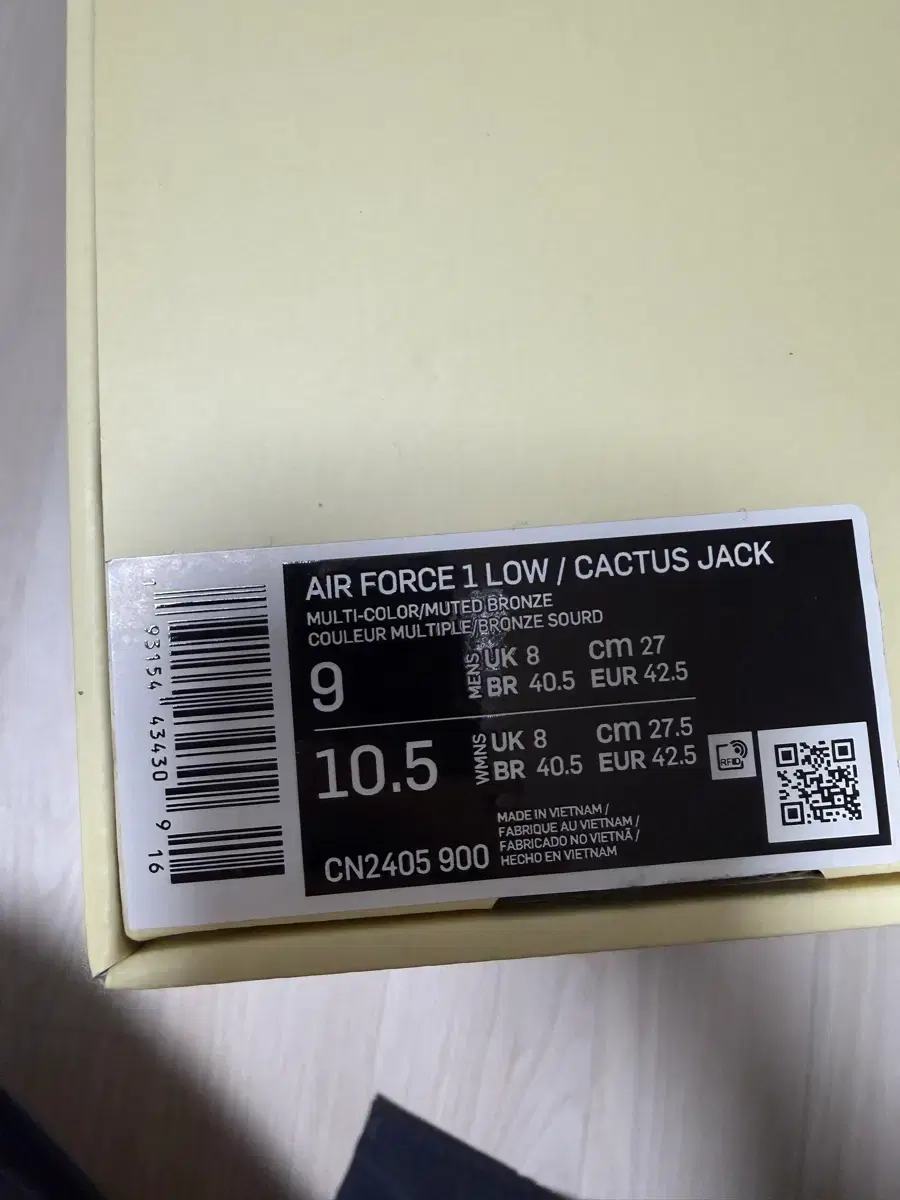 AIR FORCE 1 LOW / CACTUS JACK
MULTI-COLOR/MUTED BRONZE
COULEUR MULTIPLE/BRONZE SOURD
9
MENS
UK 8 cm 27
BR 40.5 EUR 42.5
10.5
WMNS
UK 8 cm 27.5
BR 40.5 EUR 42.5
RFID
CN2405 900
MADE IN VIETNAM /
FABRIQUE AU VIETNAM /
FABRICADO NO VIETNÃ /
HECHO EN VIETNAM
1 93154 43430 9 16